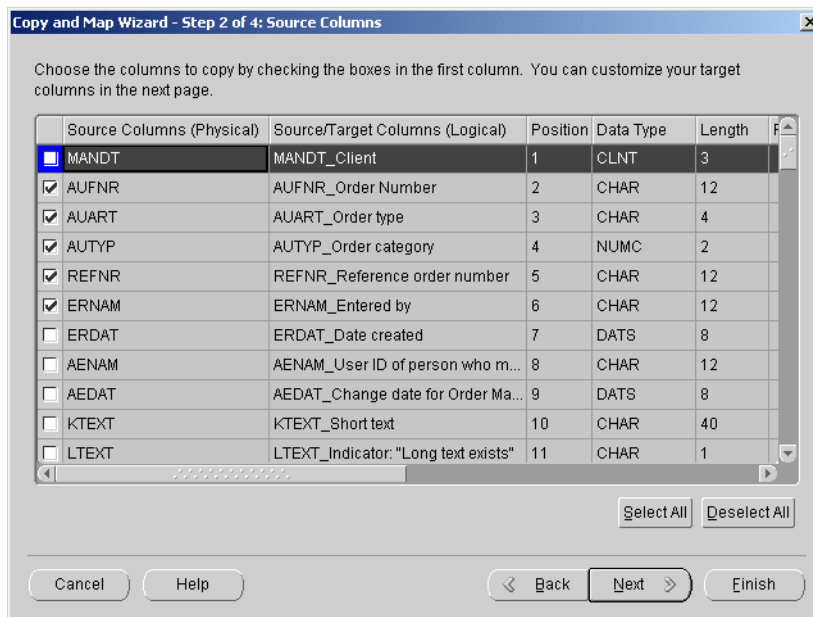 Copy and Map Wizard - Step 2 of 4: Source Columns
Choose the columns to copy by checking the boxes in the first column. You can customize your target
columns in the next page.
Source Columns (Physical) Source/Target Columns (Logical) Position Data Type Length
MANDT MANDT_Client 1 CLNT 3
AUFNR AUFNR_Order Number 2 CHAR 12
AUART AUART_Order type 3 CHAR 4
AUTYP AUTYP_Order category 4 NUMC 2
REFNR REFNR_Reference order number 5 CHAR 12
ERNAM ERNAM_Entered by 6 CHAR 12
ERDAT ERDAT_Date created 7 DATS 8
AENAM AENAM_User ID of person who m... 8 CHAR 12
AEDAT AEDAT_Change date for Order Ma... 9 DATS 8
KTEXT KTEXT_Short text 10 CHAR 40
LTEXT LTEXT_Indicator: "Long text exists" 11 CHAR 1
Select All Deselect All
Cancel Help Back Next Finish